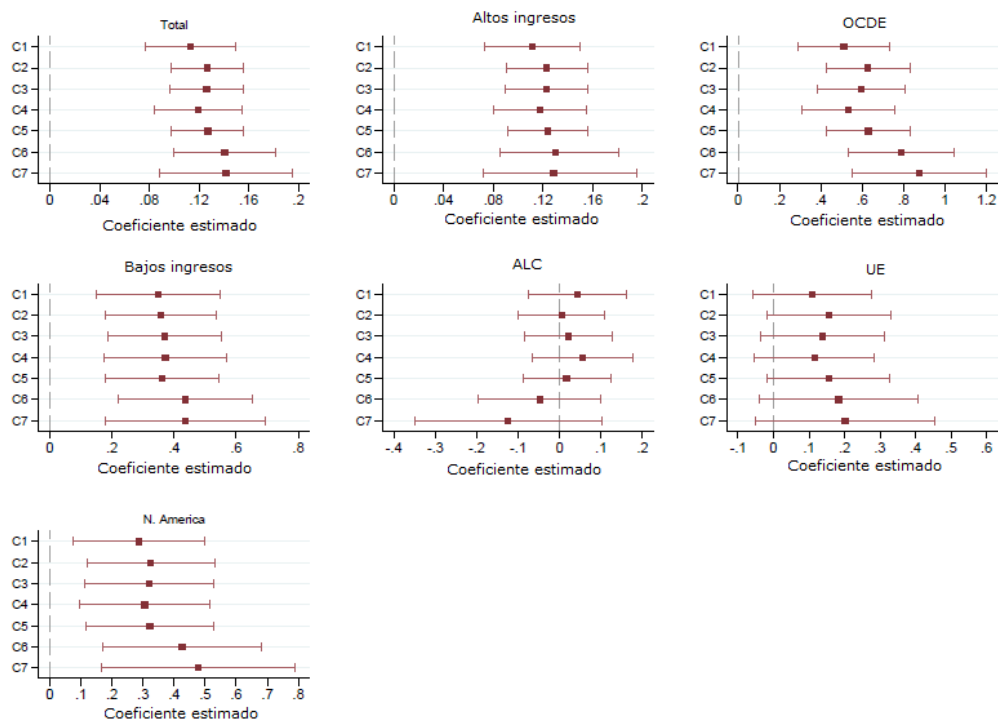 Total
C1
C2
C3
C4
C5
C6
C7
0 .04 .08 .12 .16 .2
Coeficiente estimado
Altos ingresos
C1
C2
C3
C4
C5
C6
C7
0 .04 .08 .12 .16 .2
Coeficiente estimado
OCDE
C1
C2
C3
C4
C5
C6
C7
0 .2 .4 .6 .8 1 1.2
Coeficiente estimado
Bajos ingresos
C1
C2
C3
C4
C5
C6
C7
0 .2 .4 .6 .8
Coeficiente estimado
ALC
C1
C2
C3
C4
C5
C6
C7
-.4 -.3 -.2 -.1 0 .1 .2
Coeficiente estimado
UE
C1
C2
C3
C4
C5
C6
C7
-.1 0 .1 .2 .3 .4 .5 .6
Coeficiente estimado
N. America
C1
C2
C3
C4
C5
C6
C7
0 .1 .2 .3 .4 .5 .6 .7 .8
Coeficiente estimado